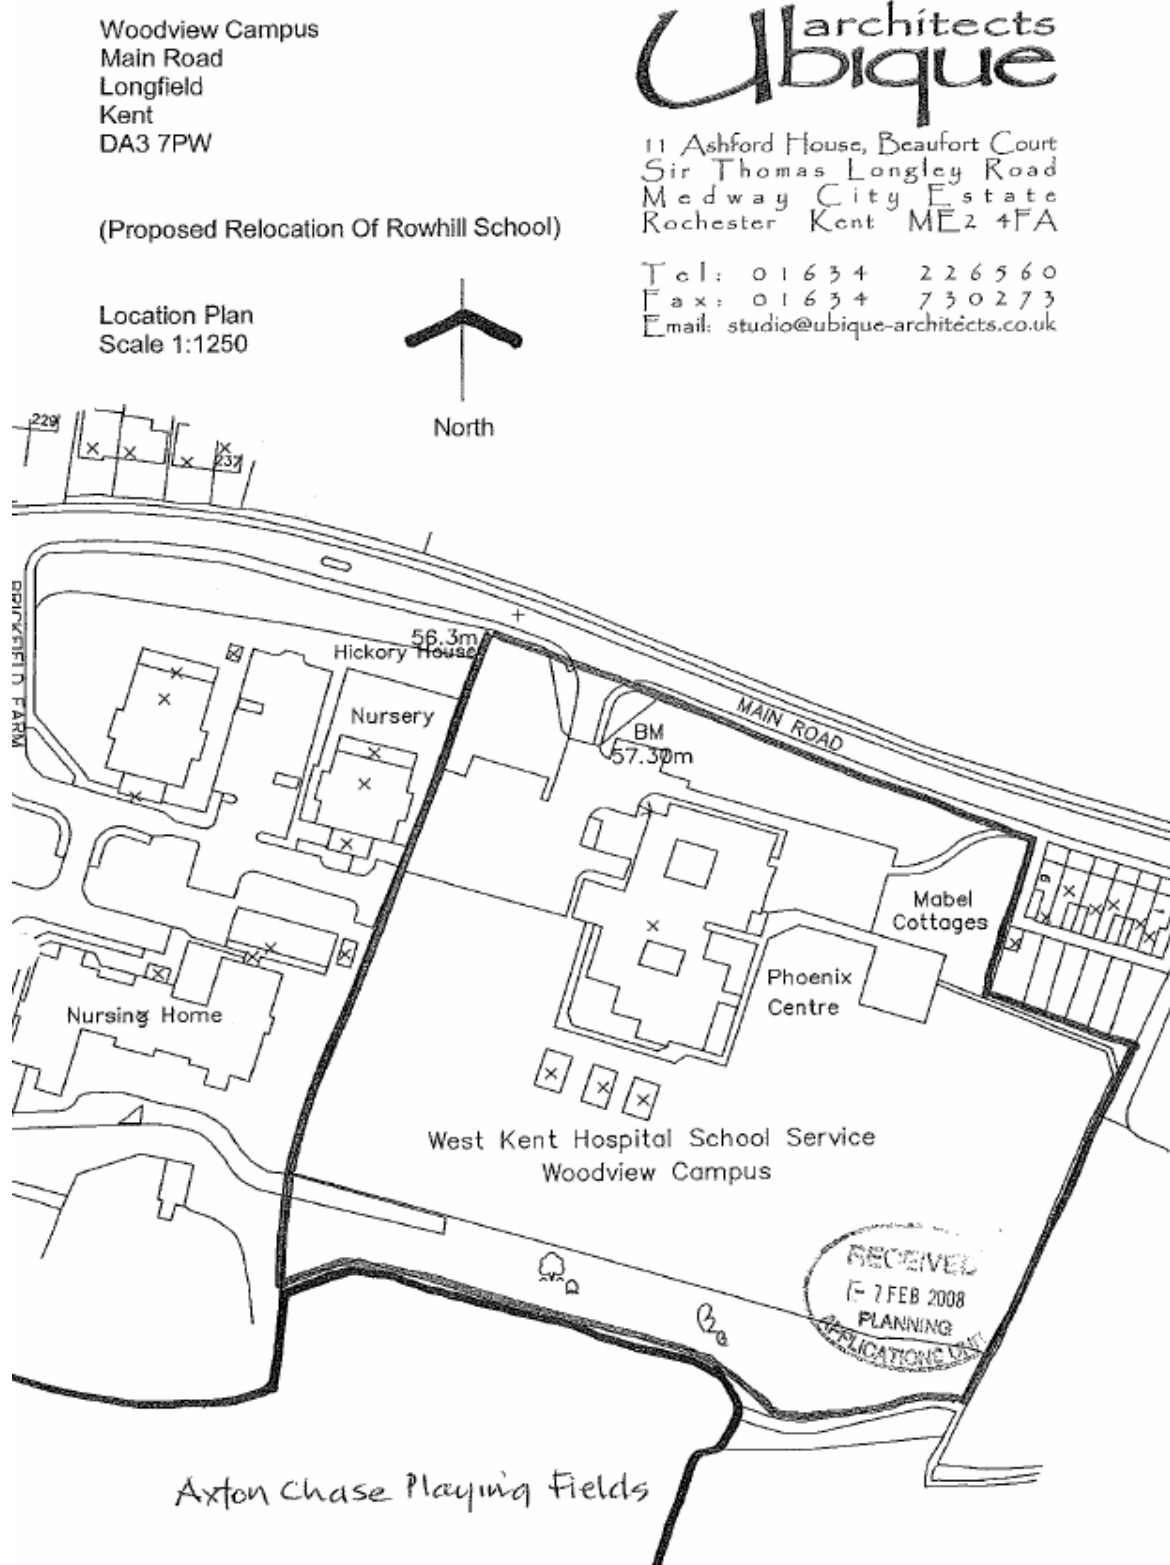 Woodview Campus
Main Road
Longfield
Kent
DA3 7PW
(Proposed Relocation Of Rowhill School)
Location Plan
Scale 1:1250
architects
Ubique
11 Ashford House, Beaufort Court
Sir Thomas Longley Road
Medway City Estate
Rochester Kent ME2 4FA
Tel: 01634 226560
Fax: 01634 730273
Email: studio@ubique-architects.co.uk
North
229
237
BRICKFIELD FARM
56.3m
Hickory House
Nursery
MAIN ROAD
BM
57.30m
Mabel
Cottages
6
1
Phoenix
Centre
Nursing Home
West Kent Hospital School Service
Woodview Campus
RECEIVED
- 7 FEB 2008
PLANNING
APPLICATIONS UNIT
Axton Chase Playing Fields